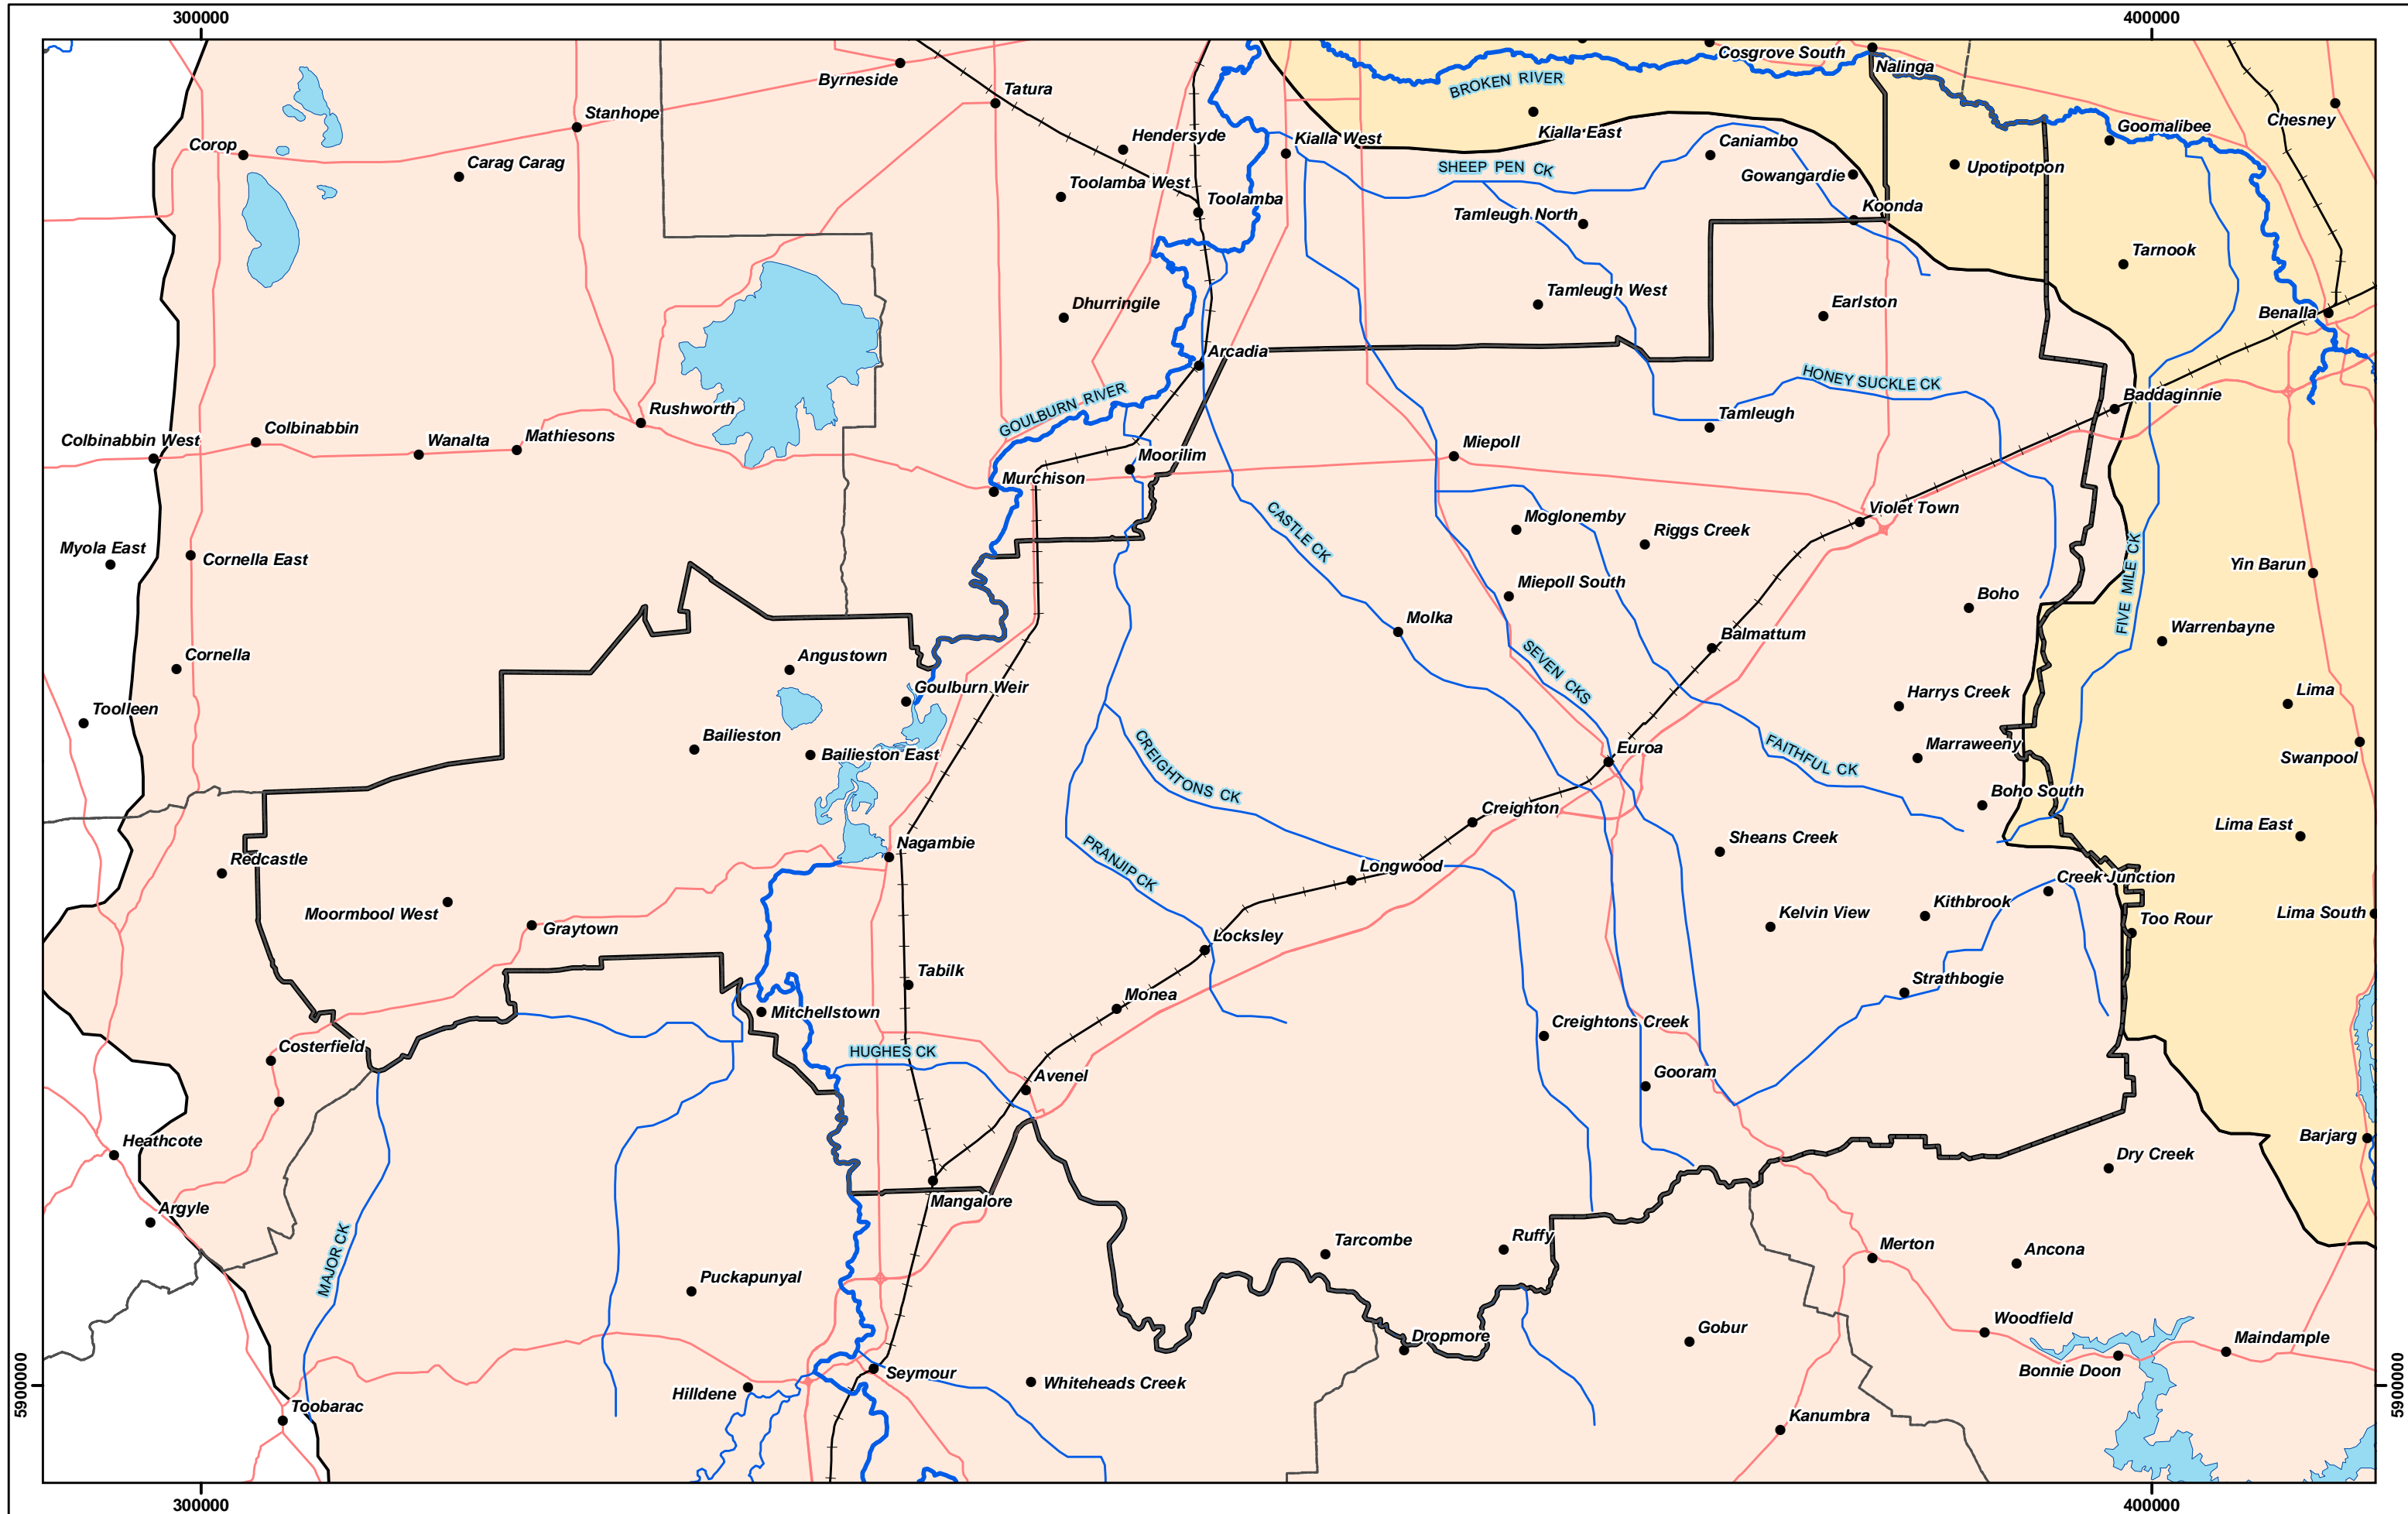 300000
400000
Cosgrove South
Nalinga
Byrneside
BROKEN RIVER
Tatura
Stanhope
Chesney
Goomalibee
Hendersyde
Kialla West
Kialla East
Caniambo
Corop
Carag Carag
SHEEP PEN CK
Gowangardie
Upotipotpon
Toolamba West
Toolamba
Koonda
Tamleugh North
Tarnook
Tamleugh West
Earlston
Dhurringile
Benalla
Arcadia
HONEY SUCKLE CK
GOULBURN RIVER
Baddaginnie
Rushworth
Tamleugh
Colbinabbin West
Colbinabbin
Wanalta
Mathiesons
Miepoll
Moorilim
Murchison
Violet Town
Moglonemby
Riggs Creek
CASTLE CK
Myola East
Cornella East
FIVE MILE CK
Yin Barun
Miepoll South
Boho
Molka
Balmattum
Warrenbayne
Cornella
Angustown
SEVEN CKS
Goulburn Weir
Harrys Creek
Lima
Toolleen
Bailieston
Bailieston East
Euroa
Marraweeny
FAITHFUL CK
Swanpool
CREIGHTONS CK
Boho South
Creighton
Lima East
Sheans Creek
Nagambie
Redcastle
PRANJIP CK
Longwood
Creek Junction
Moormbool West
Graytown
Kelvin View
Kithbrook
Too Rour
Lima South
Locksley
Tabilk
Strathbogie
Monea
Mitchellstown
Creightons Creek
Costerfield
HUGHES CK
Avenel
Gooram
Heathcote
Barjarg
Dry Creek
Argyle
Mangalore
MAJOR CK
Tarcombe
Ruffy
Merton
Ancona
Puckapunyal
Woodfield
Gobur
Dropmore
Maindample
Bonnie Doon
Seymour
Whiteheads Creek
Hilldene
Toobarac
Kanumbra
5900000
5900000
300000
400000